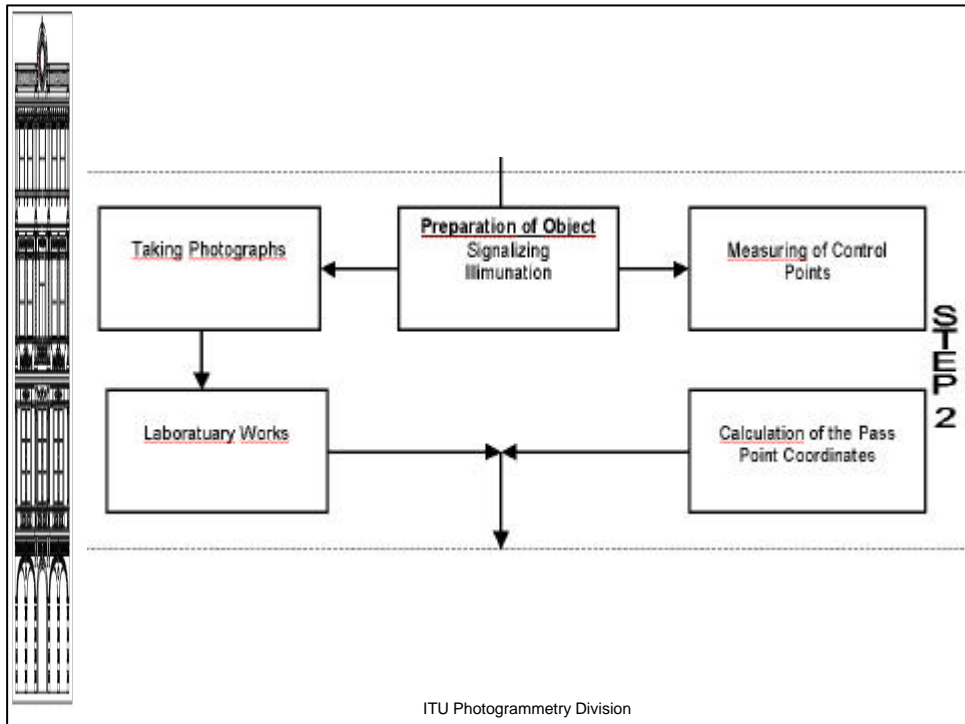 Taking Photographs
Preparation of Object
Signalizing
Illimunation
Measuring of Control
Points
STEP 2
Laboratuary Works
Calculation of the Pass
Point Coordinates
ITU Photogrammetry Division